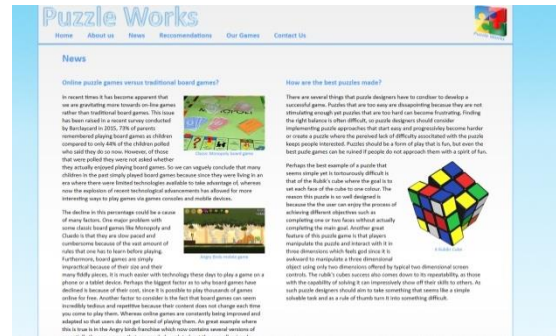 Puzzle Works
Home About us News Reccomendations Our Games Contact Us
Puzzle Works
News
Online puzzle games versus traditional board games?
In recent times it has become apparent that
we are gravitating more towards on-line games
rather than traditional board games. This issue
has been raised in a recent survey conducted
by Barclaycard in 2015, 73% of parents
remembered playing board games as children
compared to only 44% of the children polled
who said they do so now. However, of those
that were polled they were not asked whether
Classic Monopoly board game
they actually enjoyed playing board games. So we can vaguely conclude that many
children in the past simply played board games because since they were living in an
era where there were limited technologies available to take advantage of, whereas
now the explosion of recent technological advancements has allowed for more
interesting ways to play games via games consoles and mobile devices.
The decline in this percentage could be a cause
of many factors. One major problem with
some classic board games like Monopoly and
Cluedo is that they are slow paced and
cumbersome because of the vast amount of
rules that one has to learn before playing.
Furthermore, board games are simply
impractical because of their size and their
Angry Birds mobile game
many fiddly pieces, it is much easier with technology these days to play a game on a
phone or a tablet device. Perhaps the biggest factor as to why board games have
declined is because of their cost, since it is possible to play thousands of games
online for free. Another factor to consider is the fact that board games can seem
incredibly tedious and repetitive because their content does not change each time
you come to play them. Whereas online games are constantly being improved and
adapted so that users do not get bored of playing them. An great example where
this is true is in the Angry birds franchise which now contains several versions of
How are the best puzzles made?
There are several things that puzzle designers have to condiser to develop a
successful game. Puzzles that are too easy are dissapointing because they are not
stimulating enough yet puzzles that are too hard can become frustrating. Finding
the right balance is often difficult, so puzzle designers should consider
implementing puzzle approaches that start easy and progressively become harder
or create a puzzle where the percived lack of difficulty associated with the puzzle
keeps people interested. Puzzles should be a form of play that is fun, but even the
best puzzle games can be ruined if people do not approach them with a spirit of fun.
Perhaps the best example of a puzzle that
seems simple yet is torturously difficult is
that of the Rubik's cube where the goal is to
set each face of the cube to one colour. The
reason this puzzle is so well designed is
because the the user can enjoy the process of
achieving different objectives such as
completing one or two faces without actually
completing the main goal. Another great
feature of this puzzle game is that players
manipulate the puzzle and interact with it in
three dimensions which feels good since it is
awkward to manipulate a three dimensional
A Rubiks cube
object using only two dimensions offered by typical two dimensional screen
controls. The rubik's cubes success also comes down to its repeatability, as those
with the capability of solving it can impressively show off their skills to others. As
such puzzle designers should aim to take something that seems like a simple
solvable task and as a rule of thumb turn it into something difficult.